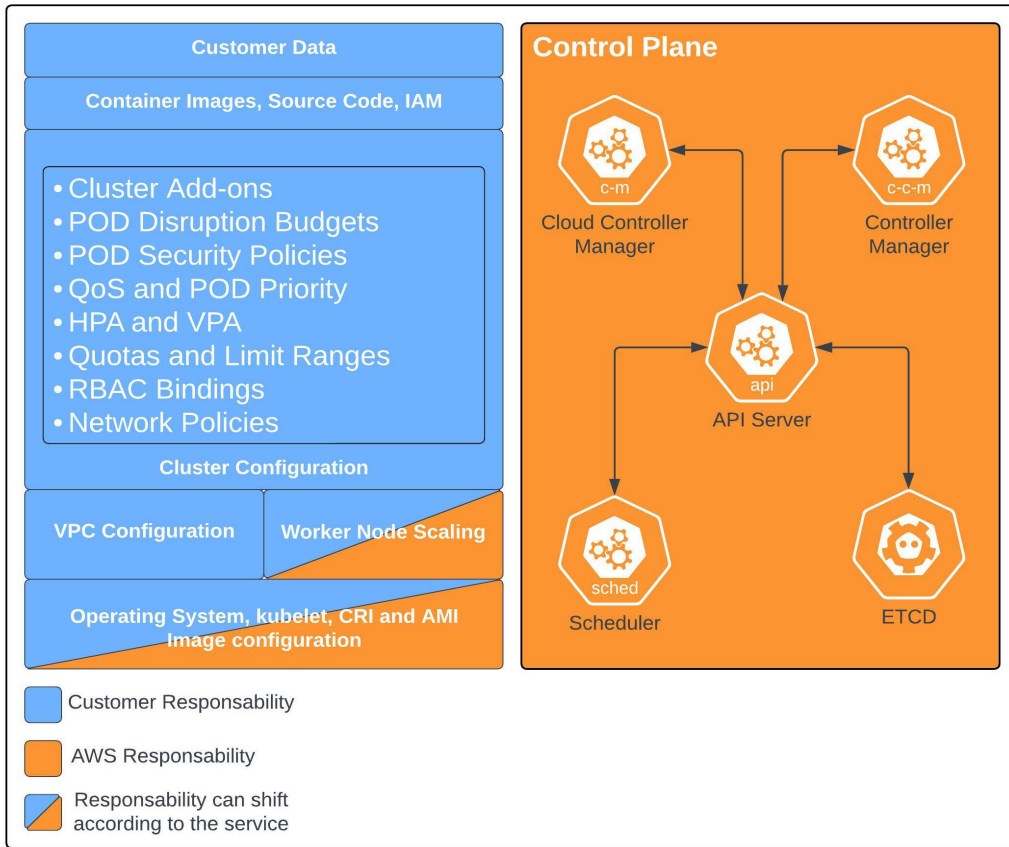 Customer Data
Container Images, Source Code, IAM
• Cluster Add-ons
• POD Disruption Budgets
• POD Security Policies
• QoS and POD Priority
• HPA and VPA
• Quotas and Limit Ranges
• RBAC Bindings
• Network Policies
Cluster Configuration
VPC Configuration
Worker Node Scaling
Operating System, kubelet, CRI and AMI
Image configuration
Control Plane
c-m
Cloud Controller
Manager
c-c-m
Controller
Manager
api
API Server
sched
Scheduler
ETCD
Customer Responsability
AWS Responsability
Responsability can shift
according to the service